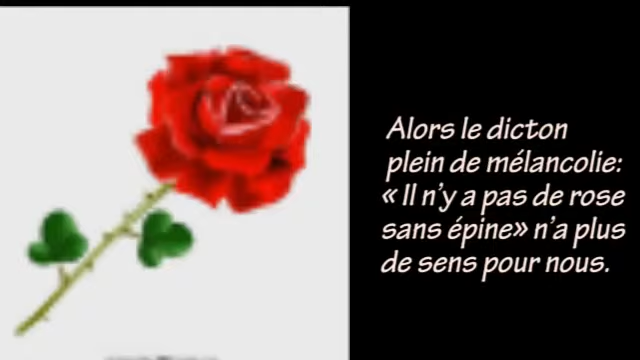 Alors le dicton
plein de mélancolie:
« Il n'y a pas de rose
sans épine» n'a plus
de sens pour nous.